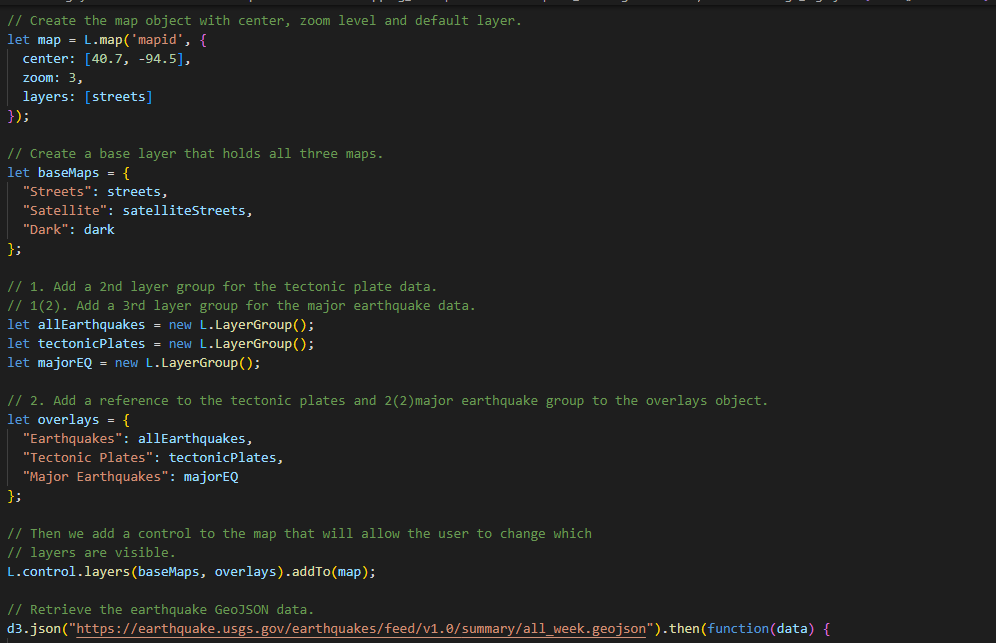 // Create the map object with center, zoom level and default layer.
let map = L.map('mapid', {
  center: [40.7, -94.5],
  zoom: 3,
  layers: [streets]
});

// Create a base layer that holds all three maps.
let baseMaps = {
  "Streets": streets,
  "Satellite": satelliteStreets,
  "Dark": dark
};

// 1. Add a 2nd layer group for the tectonic plate data.
// 1(2). Add a 3rd layer group for the major earthquake data.
let allEarthquakes = new L.LayerGroup();
let tectonicPlates = new L.LayerGroup();
let majorEQ = new L.LayerGroup();

// 2. Add a reference to the tectonic plates and 2(2)major earthquake group to the overlays object.
let overlays = {
  "Earthquakes": allEarthquakes,
  "Tectonic Plates": tectonicPlates,
  "Major Earthquakes": majorEQ
};

// Then we add a control to the map that will allow the user to change which
// layers are visible.
L.control.layers(baseMaps, overlays).addTo(map);

// Retrieve the earthquake GeoJSON data.
d3.json("https://earthquake.usgs.gov/earthquakes/feed/v1.0/summary/all_week.geojson").then(function(data) {